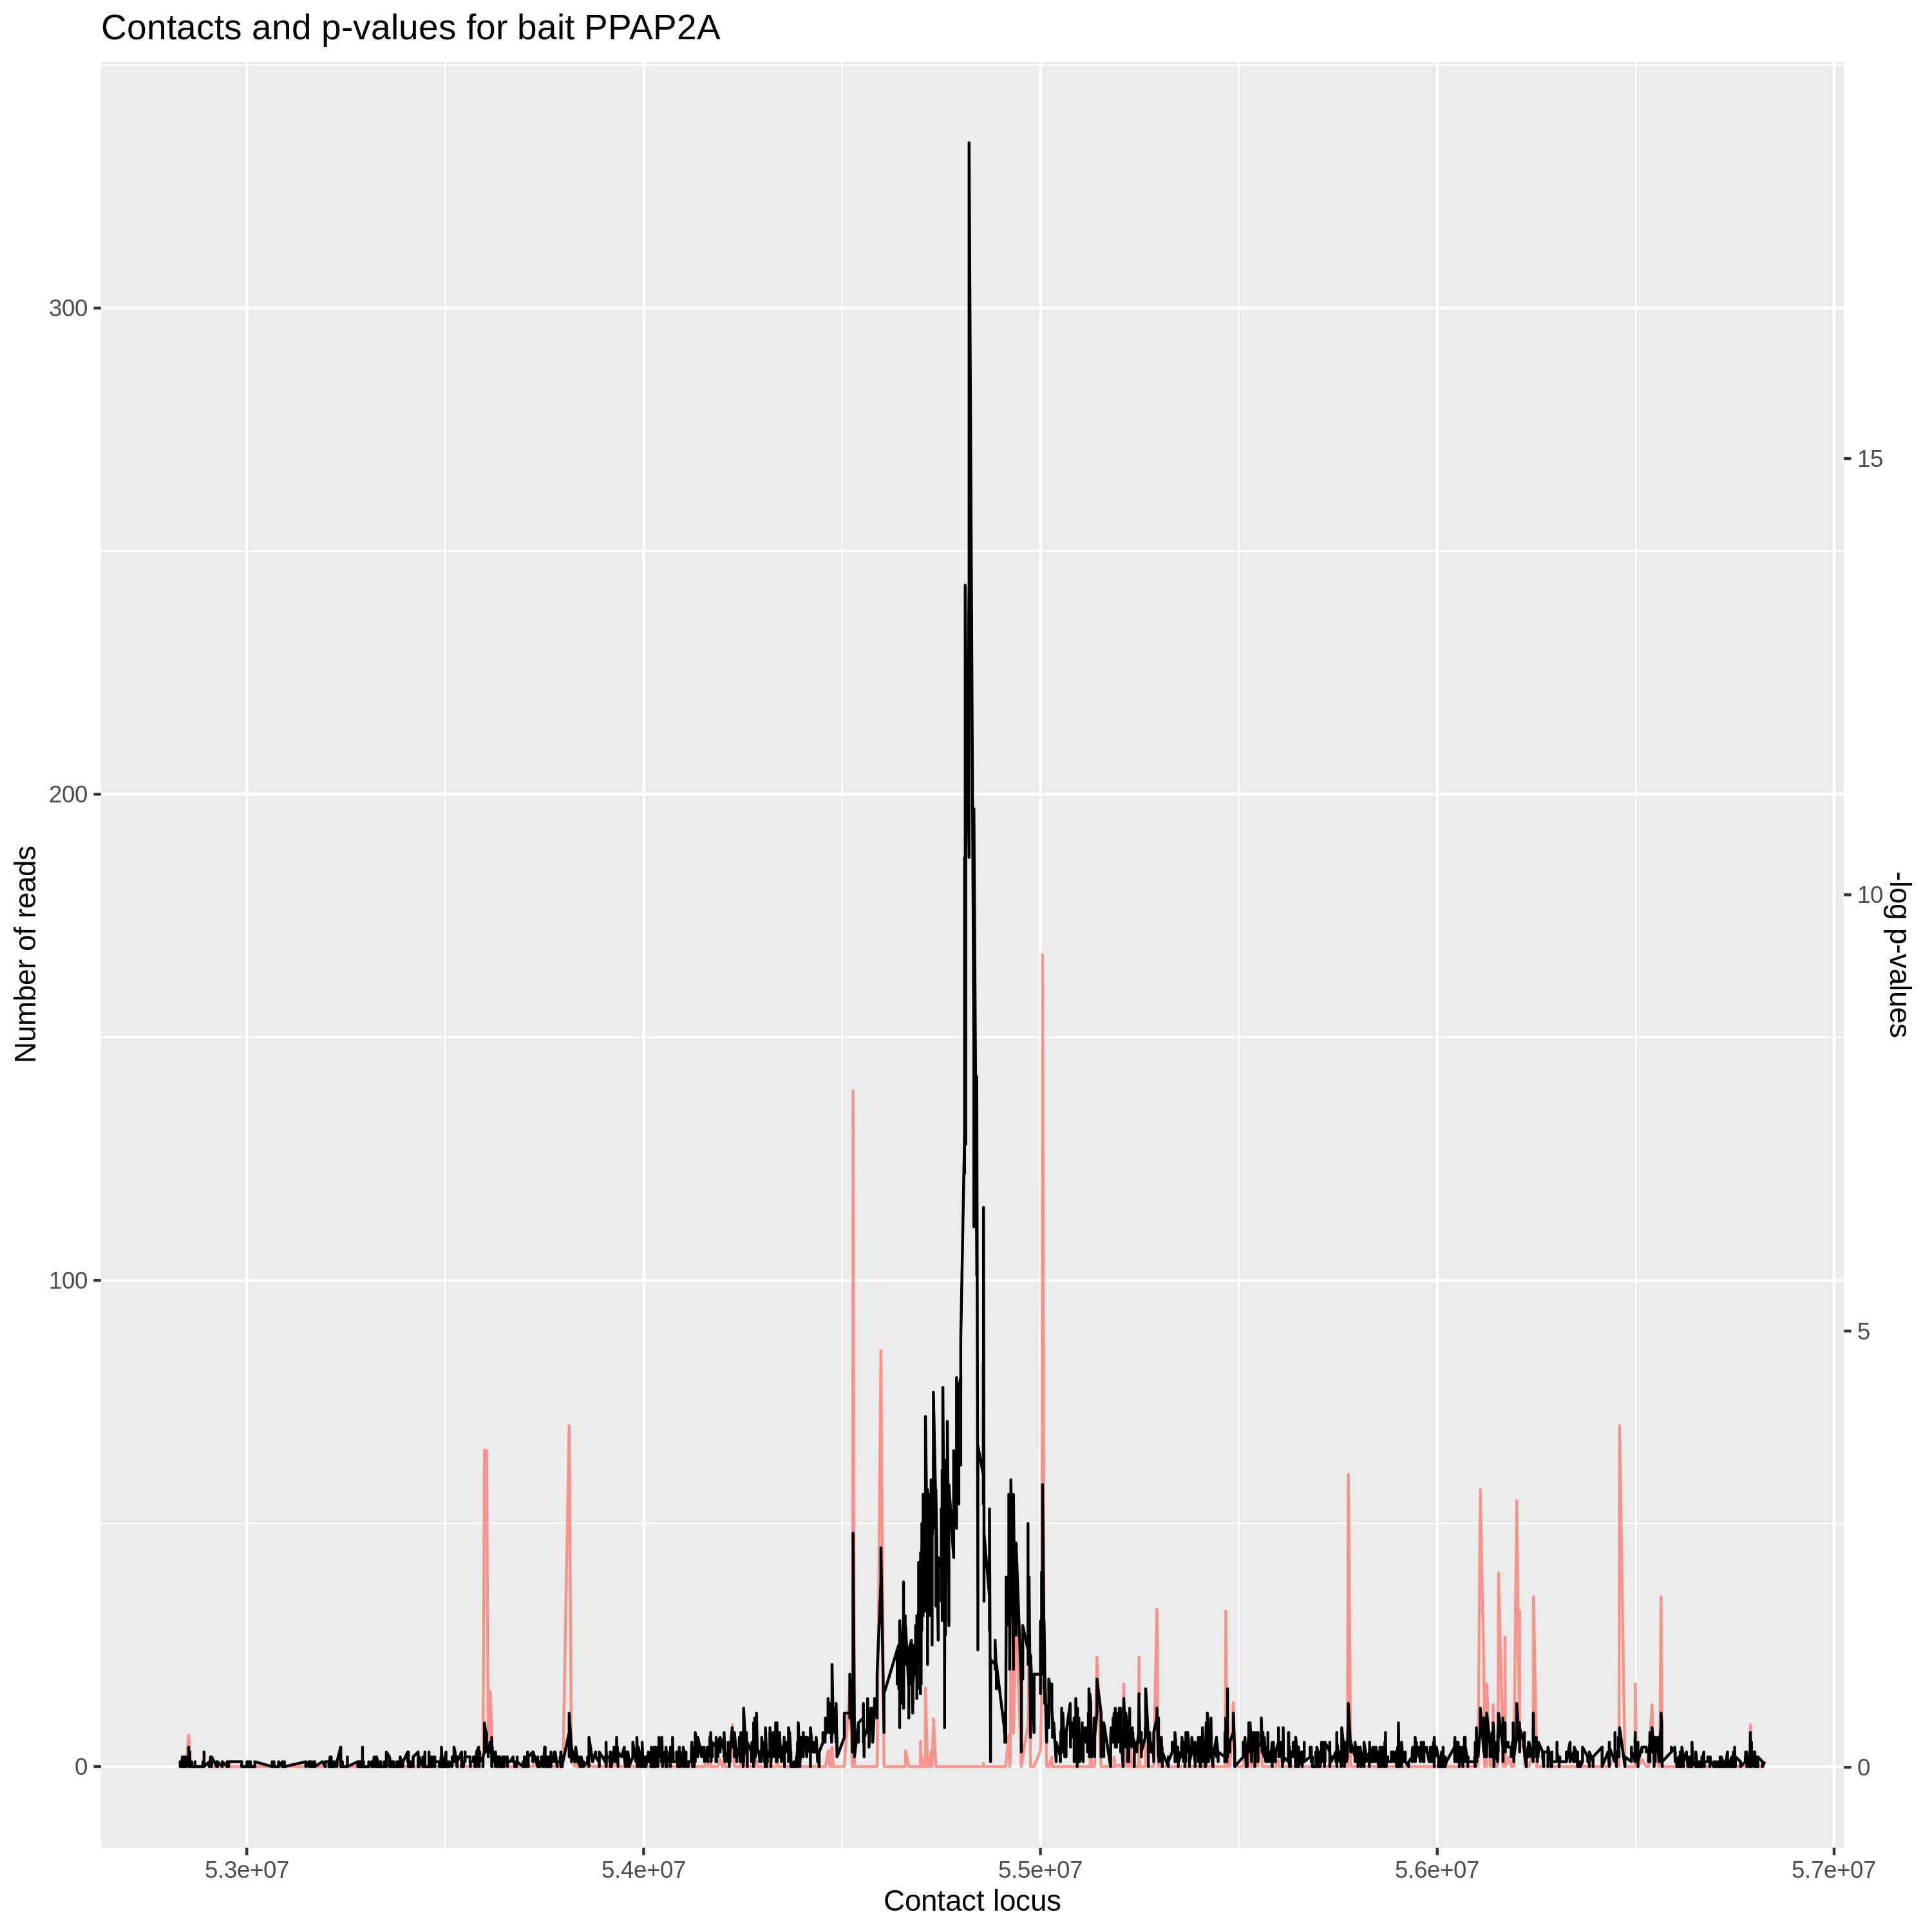 Contacts and p-values for bait PPAP2A
Number of reads
300
200
100
0
15
10
5
0
-log p-values
5.3e+07
5.4e+07
5.5e+07
5.6e+07
5.7e+07
Contact locus